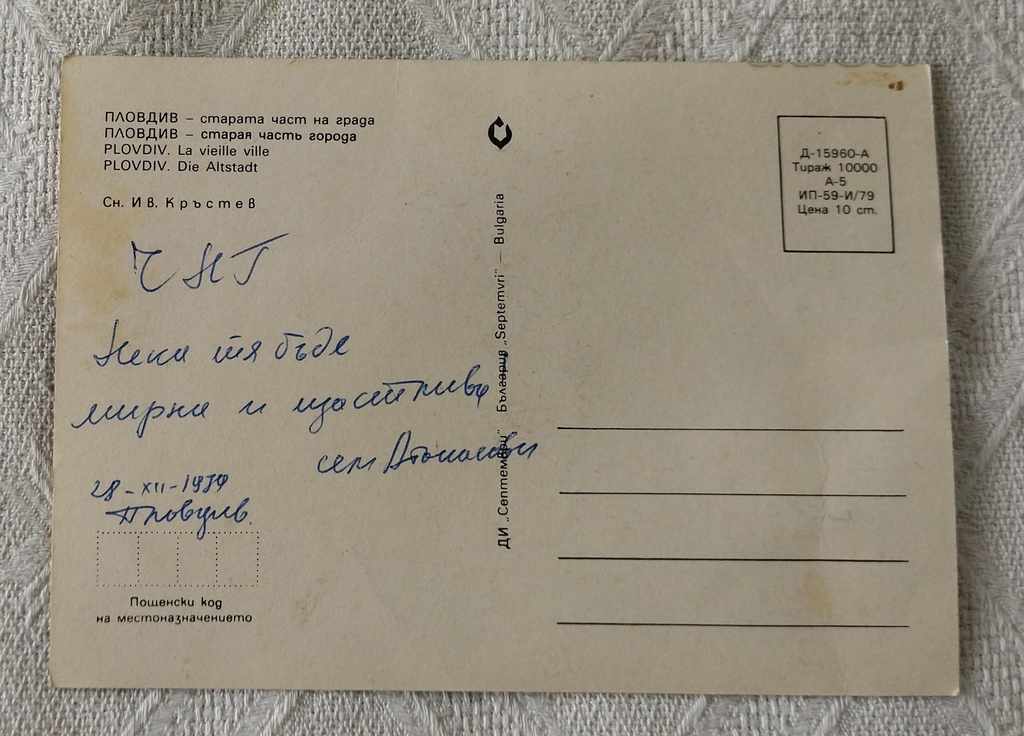 ПЛОВДИВ – старата част на града
ПЛОВДИВ – старая часть города
PLOVDIV. La vieille ville
PLOVDIV. Die Altstadt
Сн. Ив. Кръстев
ЧНГ
Нека тя бъде
мирна и щастлива
сем Атанасови
28-XII-1979
Пловдив.
Пощенски код
на местоназначението
ДИ „Септември" България „Septemvri" — Bulgaria
Д-15960-А
Тираж 10000
А-5
ИП-59-И/79
Цена 10 ст.